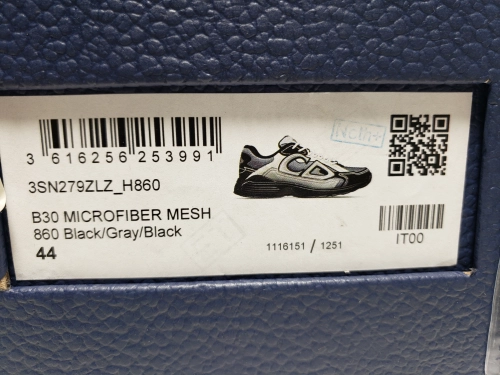 3 616256 253991
3SN279ZLZ_H860
B30 MICROFIBER MESH
860 Black/Gray/Black
44
1116151 / 1251
IT00